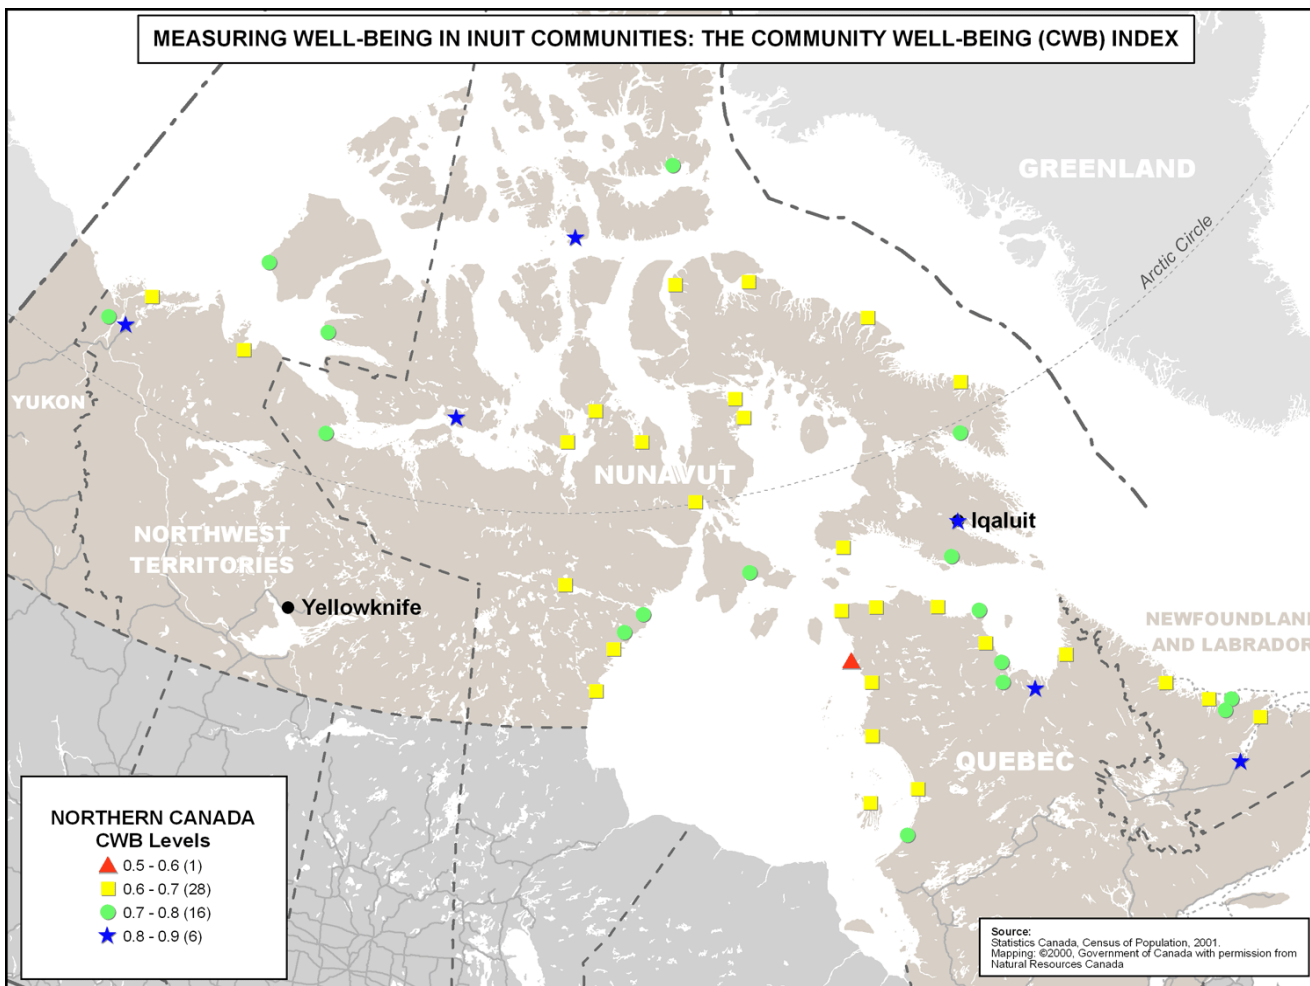 MEASURING WELL-BEING IN INUIT COMMUNITIES: THE COMMUNITY WELL-BEING (CWB) INDEX
GREENLAND
Arctic Circle
YUKON
NUNAVUT
Iqaluit
NORTHWEST
TERRITORIES
Yellowknife
NEWFOUNDLAN
AND LABRADOR
QUEBEC
NORTHERN CANADA
CWB Levels
0.5 - 0.6 (1)
0.6 - 0.7 (28)
0.7 - 0.8 (16)
0.8 - 0.9 (6)
Source:
Statistics Canada, Census of Population, 2001.
Mapping: ©2000, Government of Canada with permission from
Natural Resources Canada